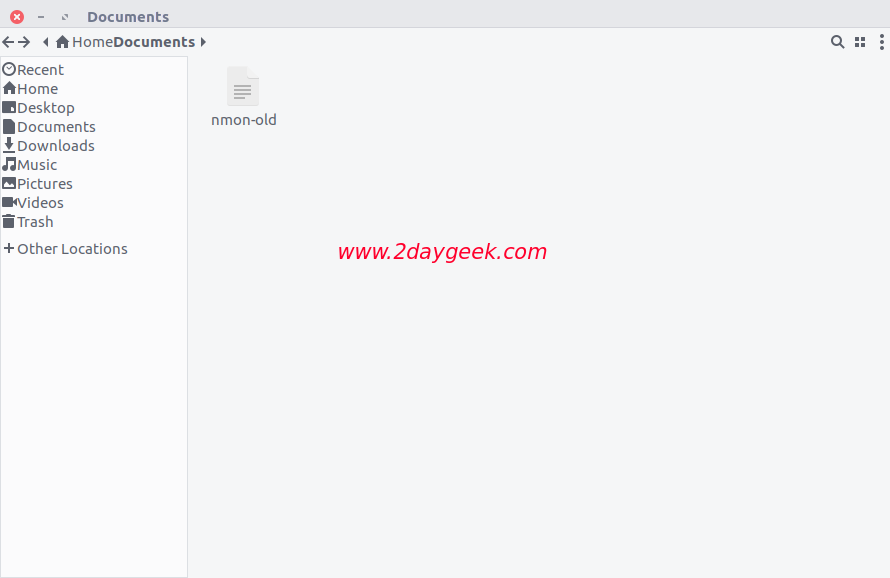 Documents
Home Documents
Recent
Home
Desktop
Documents
Downloads
Music
Pictures
Videos
Trash
Other Locations
nmon-old
www.2daygeek.com